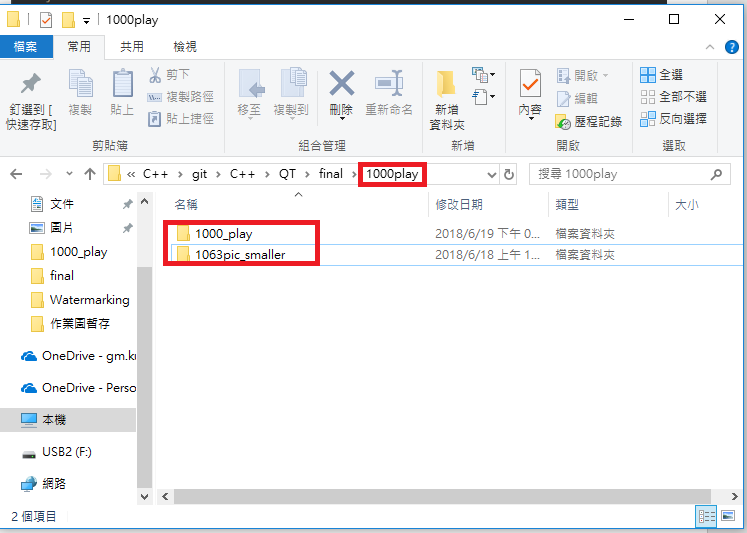 1000play
檔案 常用 共用 檢視
釘選到 [快速存取]
複製
貼上
剪下
複製路徑
貼上捷徑
剪貼簿
移至
複製到
刪除
重新命名
組合管理
新增資料夾
新增
內容
開啟
編輯
歷程記錄
開啟
全選
全部不選
反向選擇
選取
« C++ › git › C++ › QT › final › 1000play
搜尋 1000play
文件
圖片
1000_play
final
Watermarking
作業園暫存
OneDrive - gm.k
OneDrive - Perso
本機
USB2 (F:)
網路
名稱 修改日期 類型 大小
1000_play 2018/6/19 下午 0... 檔案資料夾
1063pic_smaller 2018/6/18 上午 1... 檔案資料夾
2 個項目